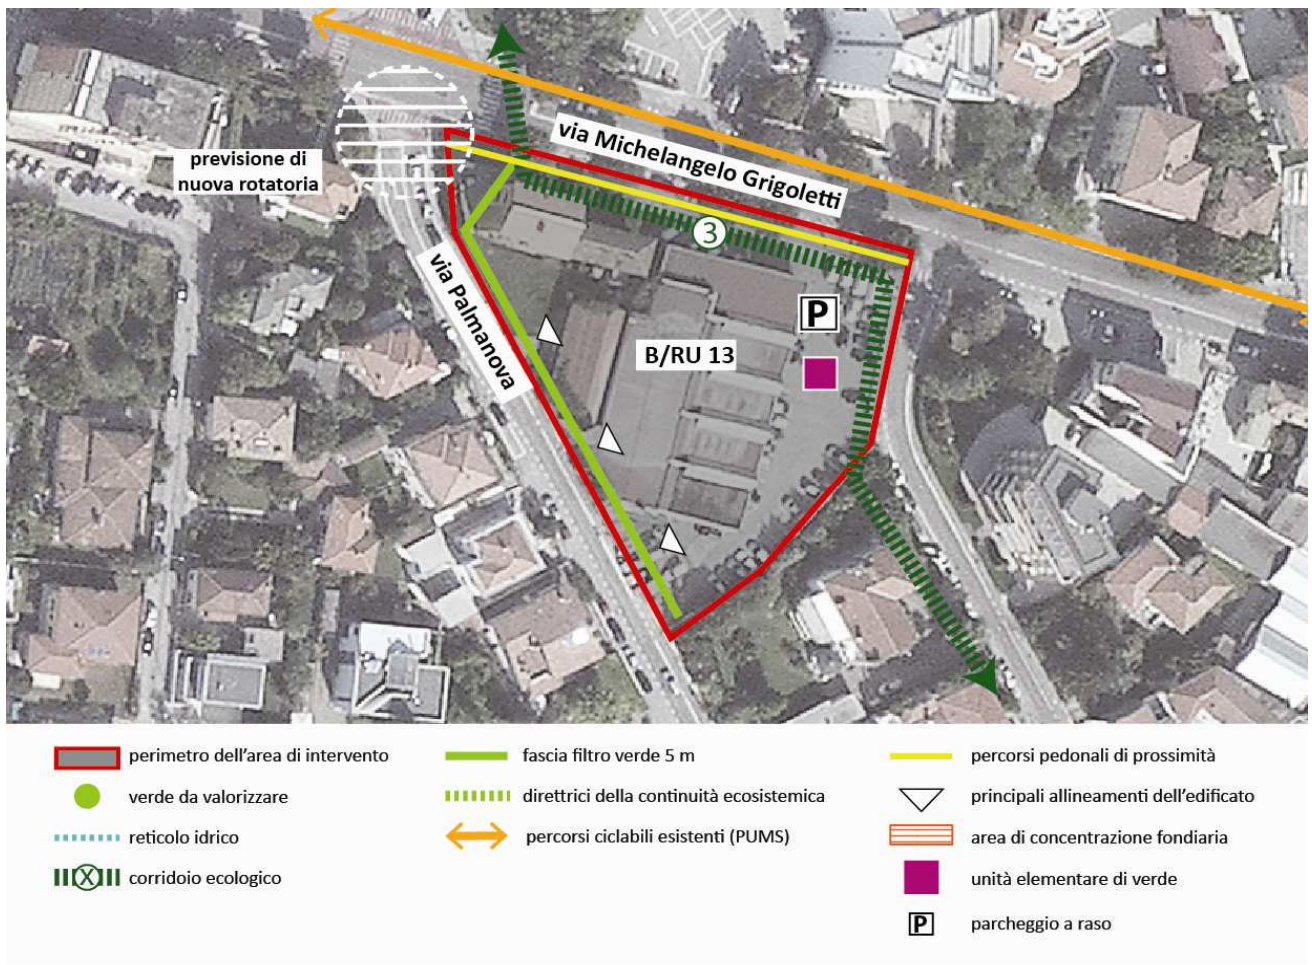 previsione di
nuova rotatoria
via Michelangelo Grigoletti
3
via Palmanova
P
B/RU 13
perimetro dell'area di intervento
verde da valorizzare
reticolo idrico
X
corridoio ecologico
fascia filtro verde 5 m
direttrici della continuità ecosistemica
percorsi ciclabili esistenti (PUMS)
percorsi pedonali di prossimità
principali allineamenti dell'edificato
area di concentrazione fondiaria
unità elementare di verde
P
parcheggio a raso